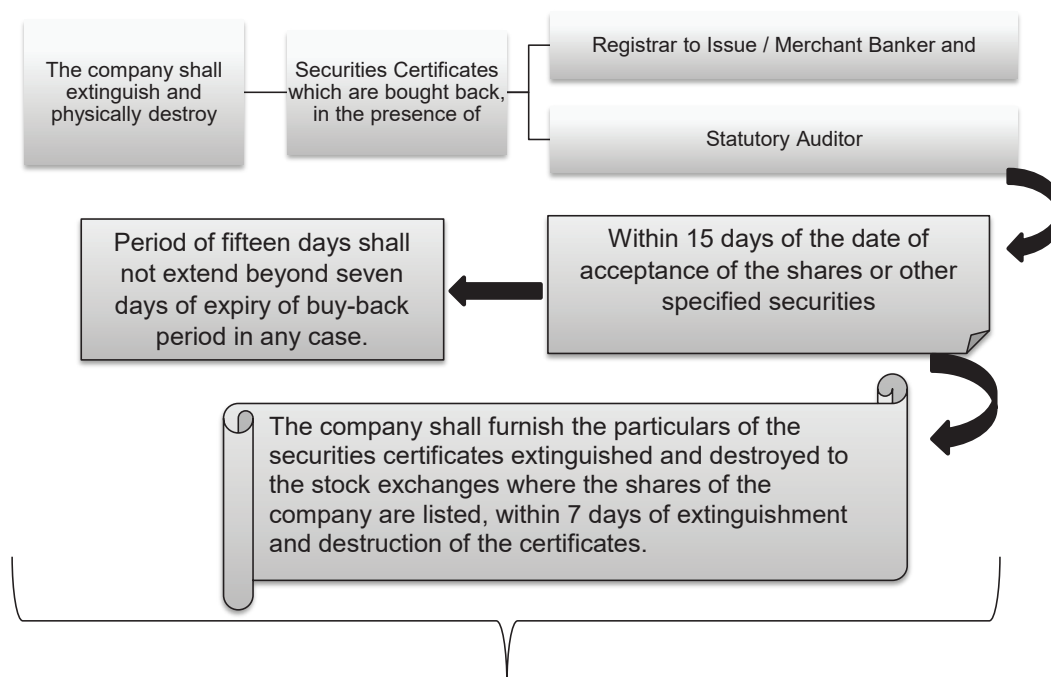 The company shall
extinguish and
physically destroy
Securities Certificates
which are bought back,
in the presence of
Registrar to Issue / Merchant Banker and
Statutory Auditor
Within 15 days of the date of
acceptance of the shares or other
specified securities
Period of fifteen days shall
not extend beyond seven
days of expiry of buy-back
period in any case.
The company shall furnish the particulars of the
securities certificates extinguished and destroyed to
the stock exchanges where the shares of the
company are listed, within 7 days of extinguishment
and destruction of the certificates.